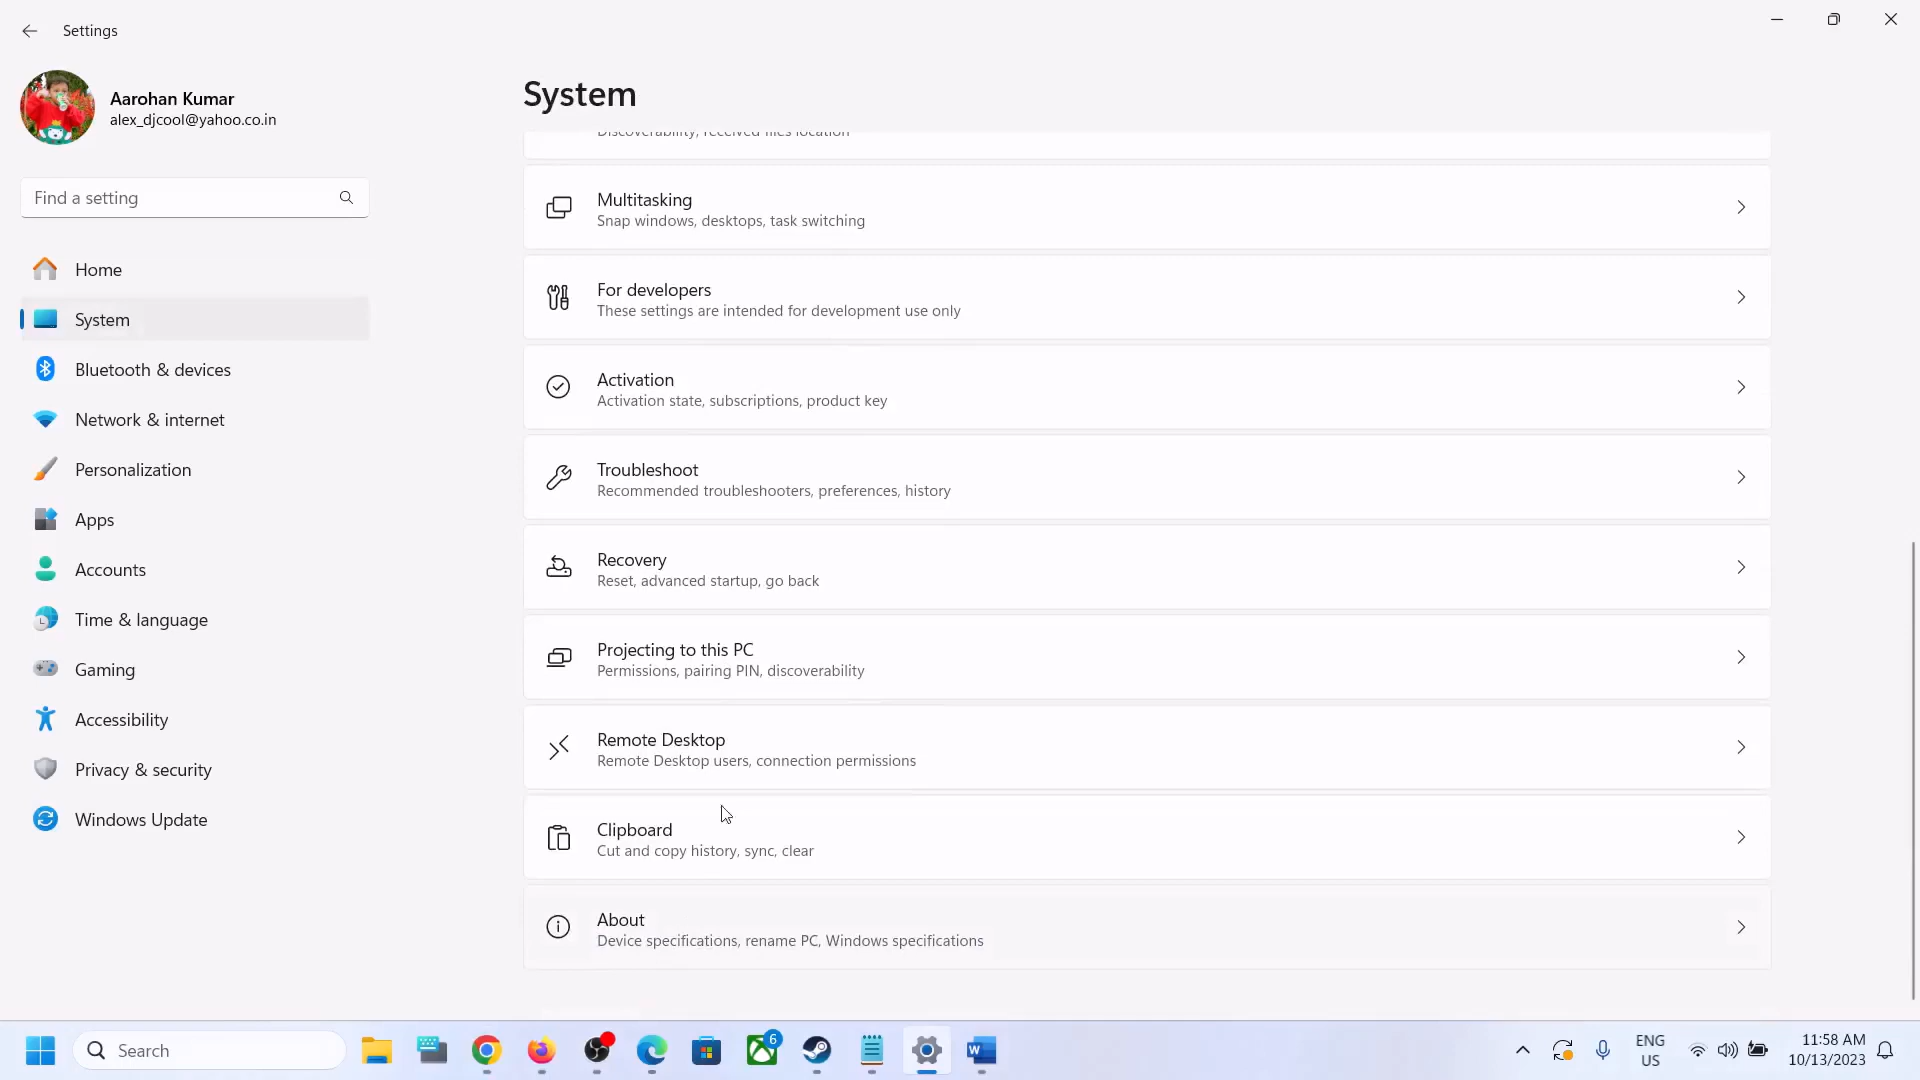 Settings
Aarohan Kumar
alex_djcool@yahoo.co.in
Find a setting
Home
System
Bluetooth & devices
Network & internet
Personalization
Apps
Accounts
Time & language
Gaming
Accessibility
Privacy & security
Windows Update
System
Discoverability, received files location
Multitasking
Snap windows, desktops, task switching
For developers
These settings are intended for development use only
Activation
Activation state, subscriptions, product key
Troubleshoot
Recommended troubleshooters, preferences, history
Recovery
Reset, advanced startup, go back
Projecting to this PC
Permissions, pairing PIN, discoverability
Remote Desktop
Remote Desktop users, connection permissions
Clipboard
Cut and copy history, sync, clear
About
Device specifications, rename PC, Windows specifications
Search
6
W
ENG
US
11:58 AM
10/13/2023